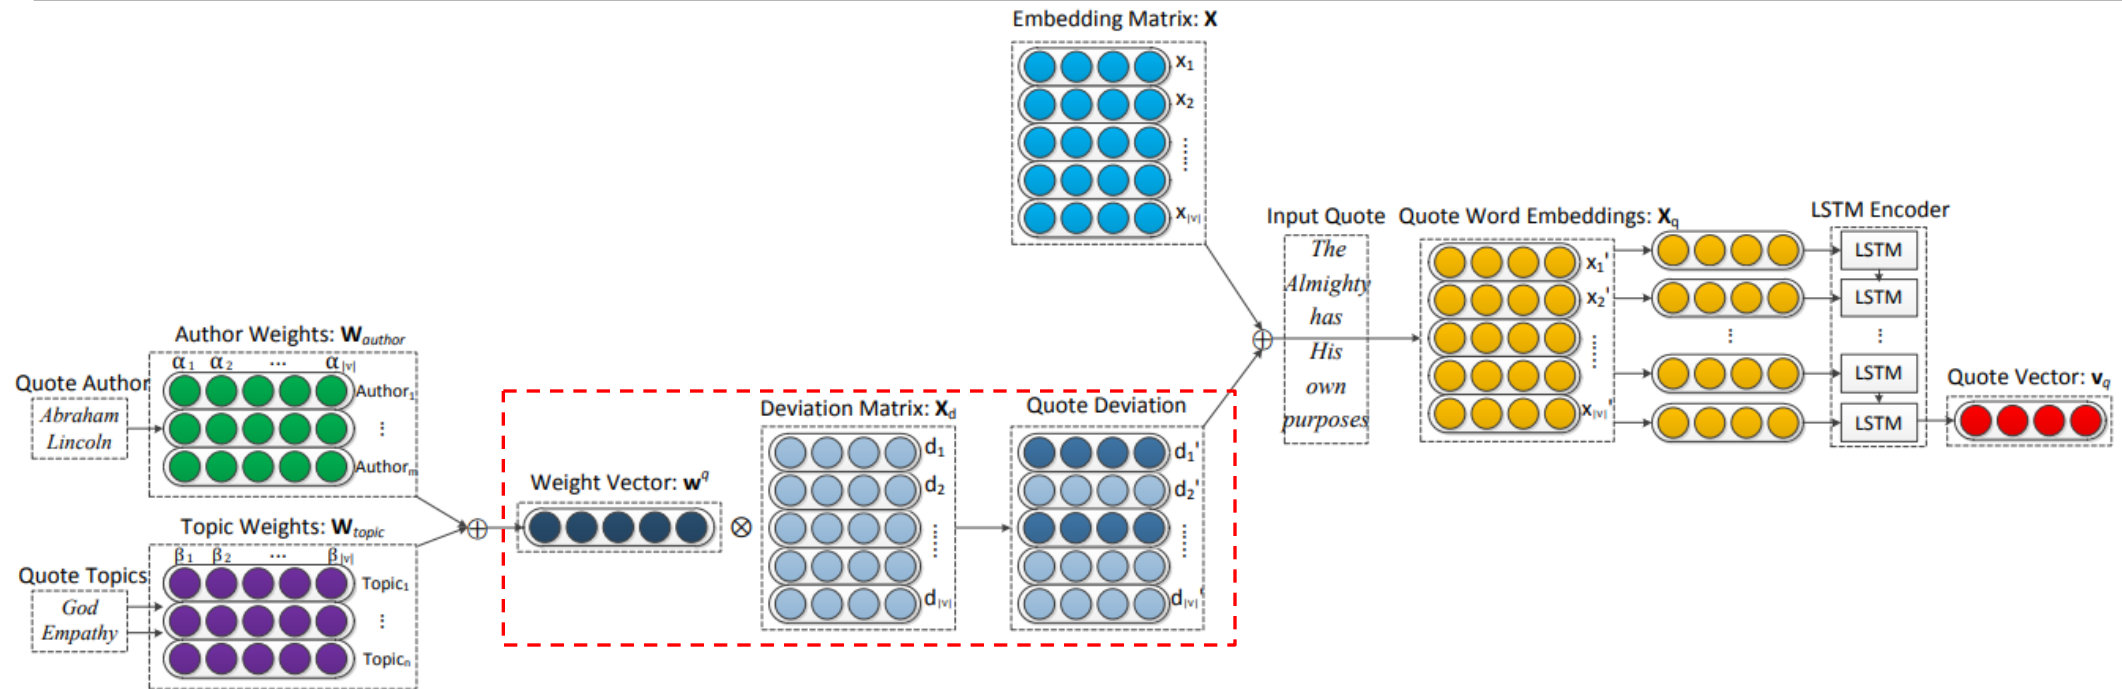 Embedding Matrix: X
x1
x2
......
x|v|
Input Quote
The
Almighty
has
His
own
purposes
Quote Word Embeddings: Xq
x1'
x2'
......
x|v|'
LSTM Encoder
LSTM
LSTM
⋮
⋮
LSTM
LSTM
Quote Vector: vq
Author Weights: Wauthor
α1 α2 ... α|v|
Quote Author
Abraham
Lincoln
Author1
⋮
Authorm
Topic Weights: Wtopic
β1 β2 ... β|v|
Quote Topics
God
Empathy
Topic1
⋮
Topicn
Weight Vector: wq
⊗
Deviation Matrix: Xd
d1
d2
......
d|v|
Quote Deviation
d1'
d2'
......
d|v|'